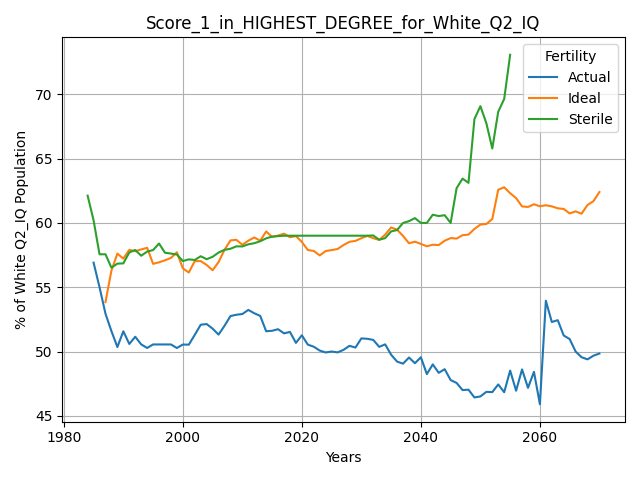 Score_1_in_HIGHEST_DEGREE_for_White_Q2_IQ
Fertility
Actual
Ideal
Sterile
% of White Q2_IQ Population
70
65
60
55
50
45
1980
2000
2020
2040
2060
Years